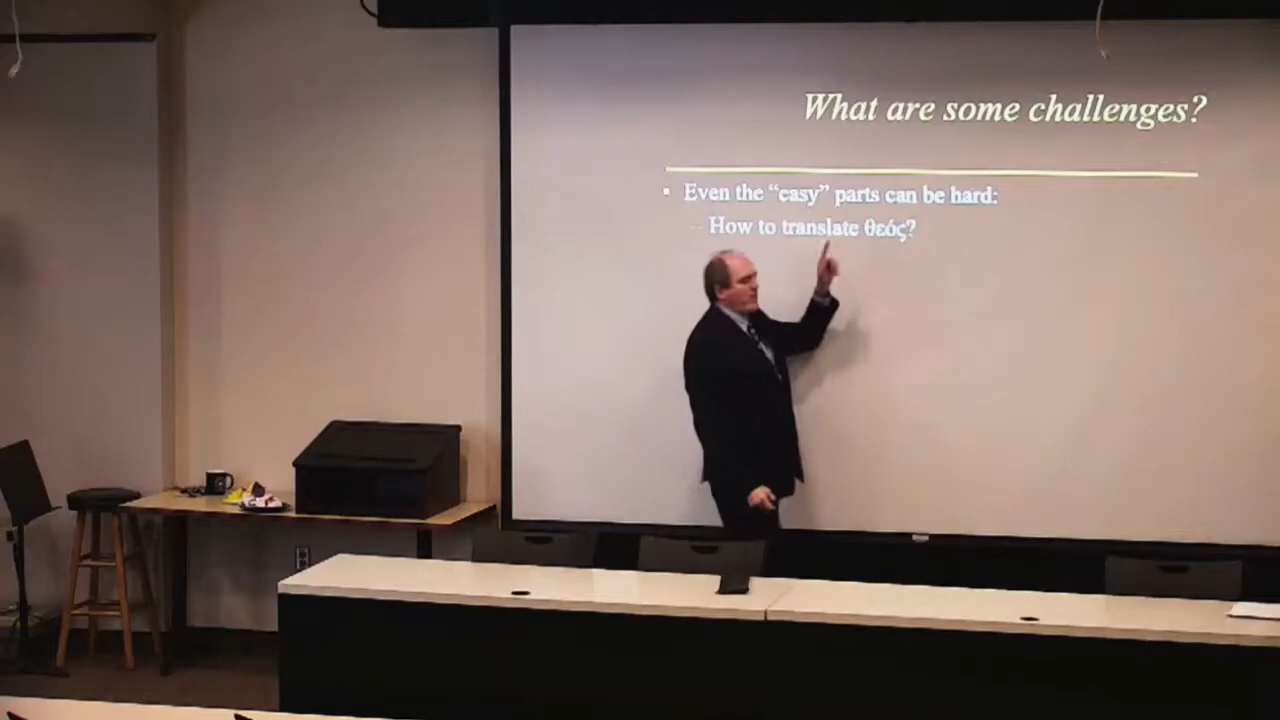 What are some challenges?
• Even the “easy” parts can be hard:
– How to translate θεός?